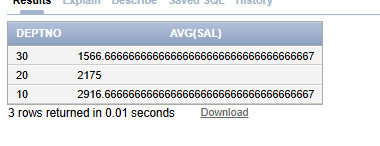 Results Explain Describe Saved SQL History
DEPTNO AVG(SAL)
30 1566.66666666666666666666666666666666667
20 2175
10 2916.66666666666666666666666666666666667
3 rows returned in 0.01 seconds Download